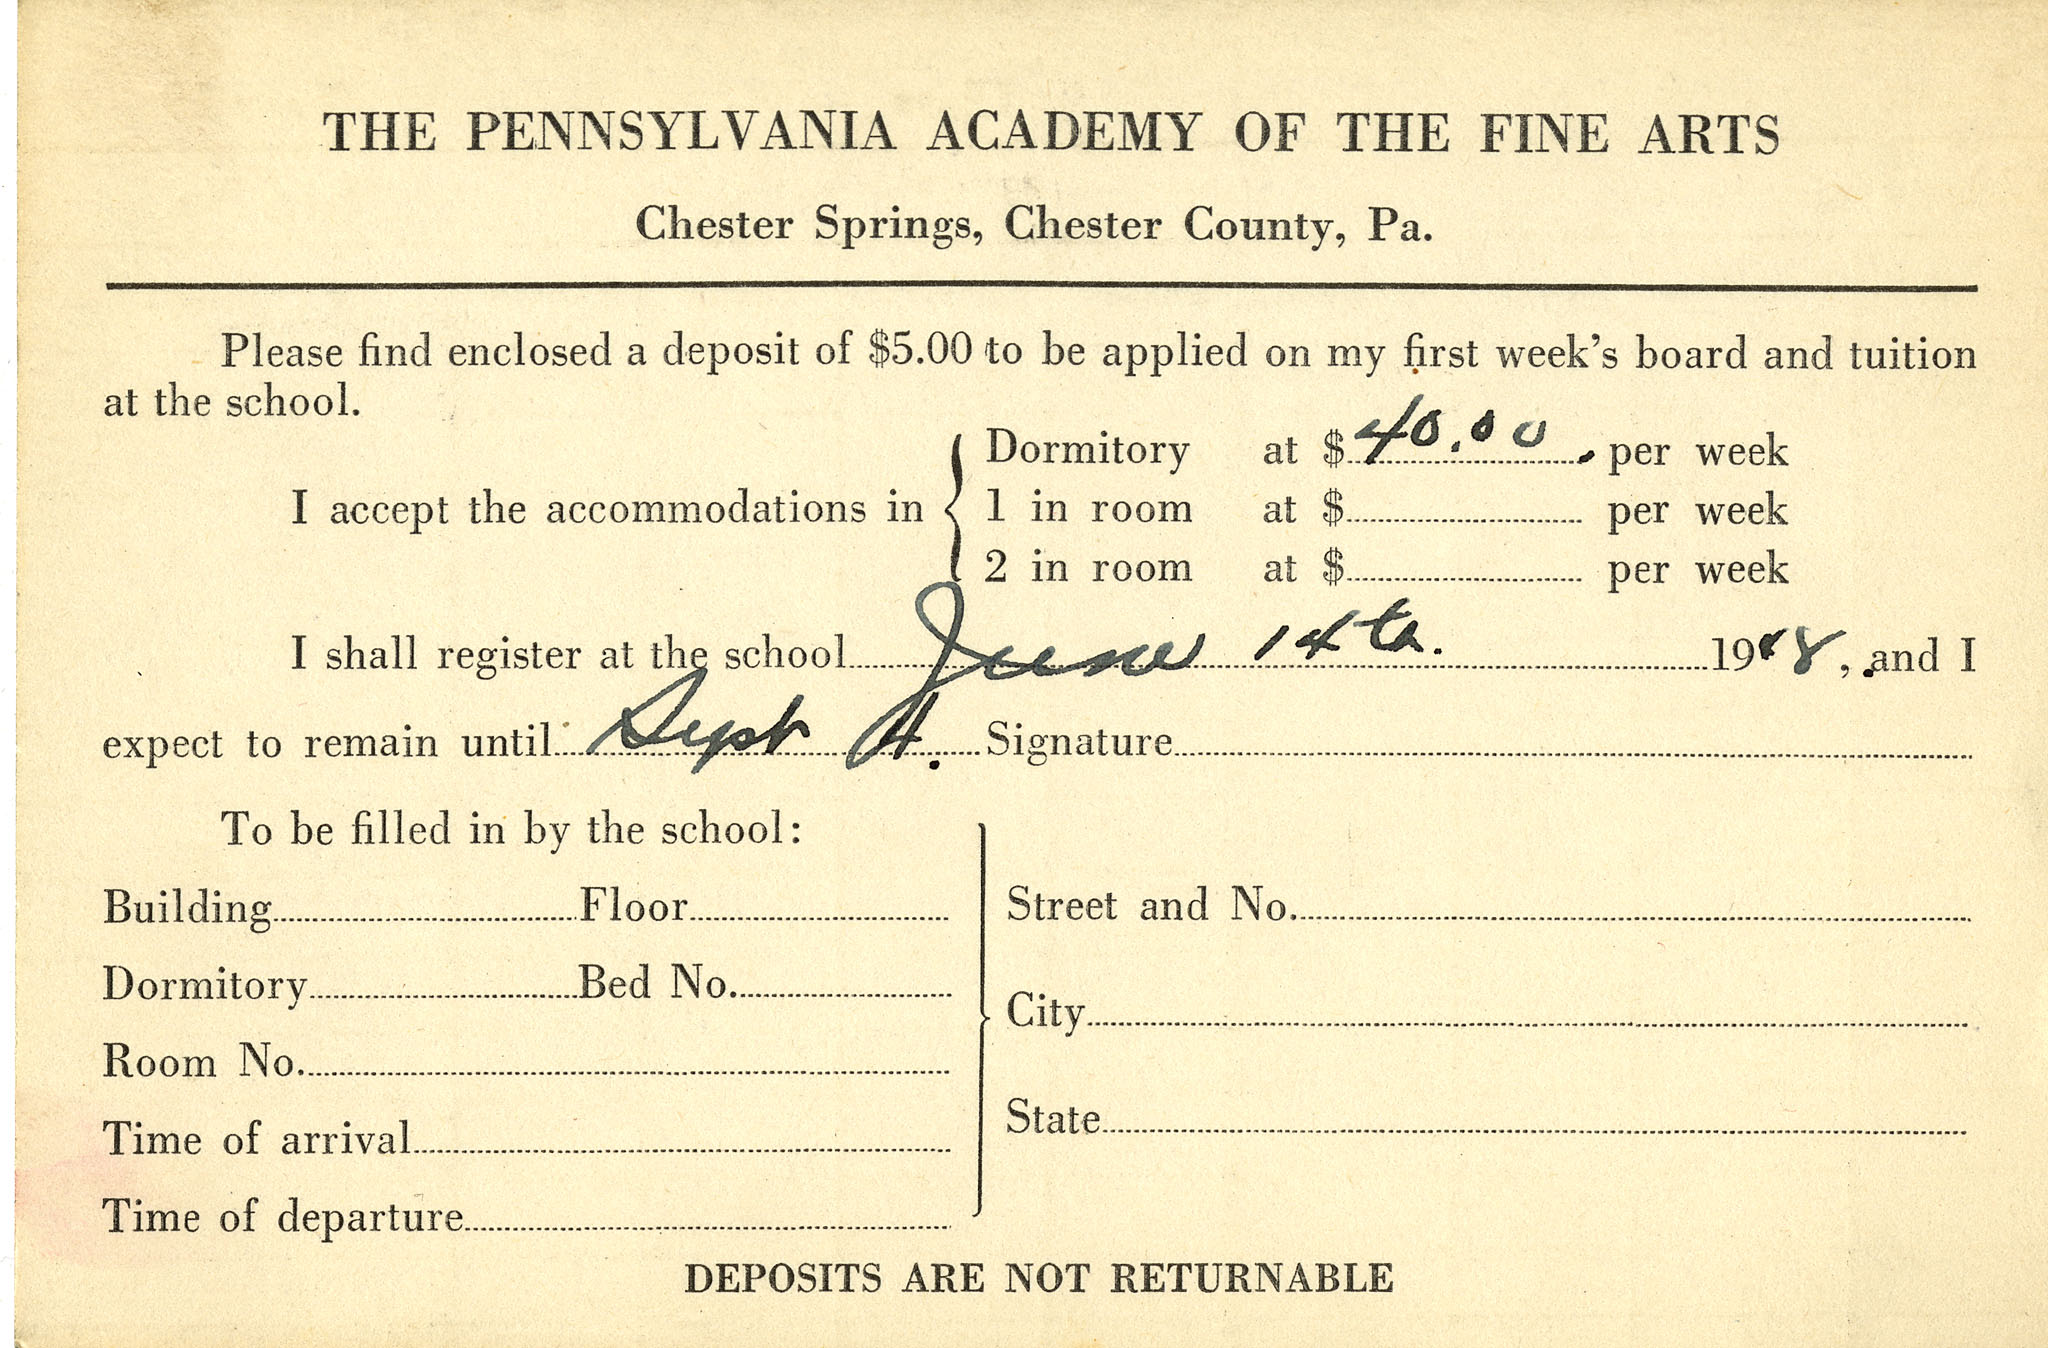 THE PENNSYLVANIA ACADEMY OF THE FINE ARTS
Chester Springs, Chester County, Pa.
Please find enclosed a deposit of $5.00 to be applied on my first week's board and tuition
at the school.
Dormitory at $ 40.00. per week
I accept the accommodations in { 1 in room at $ per week
2 in room at $ per week
I shall register at the school June 14th. 1948, and I
expect to remain until Sept 4. Signature
To be filled in by the school:
Building Floor Street and No.
Dormitory Bed No.
City
Room No.
State
Time of arrival
Time of departure
DEPOSITS ARE NOT RETURNABLE